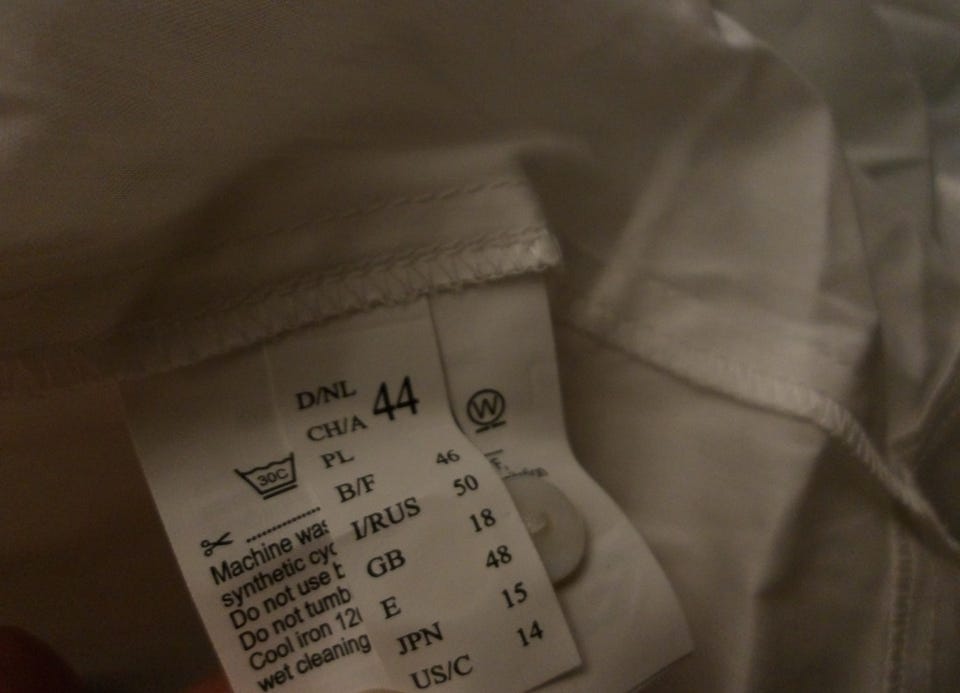 D/NL
CH/A 44
PL
B/F 46
I/RUS 50
GB 18
E 48
JPN 15
US/C 14
W
30C
Machine was
synthetic cyc
Do not use
Do not tumb
Cool iron
wet cleaning